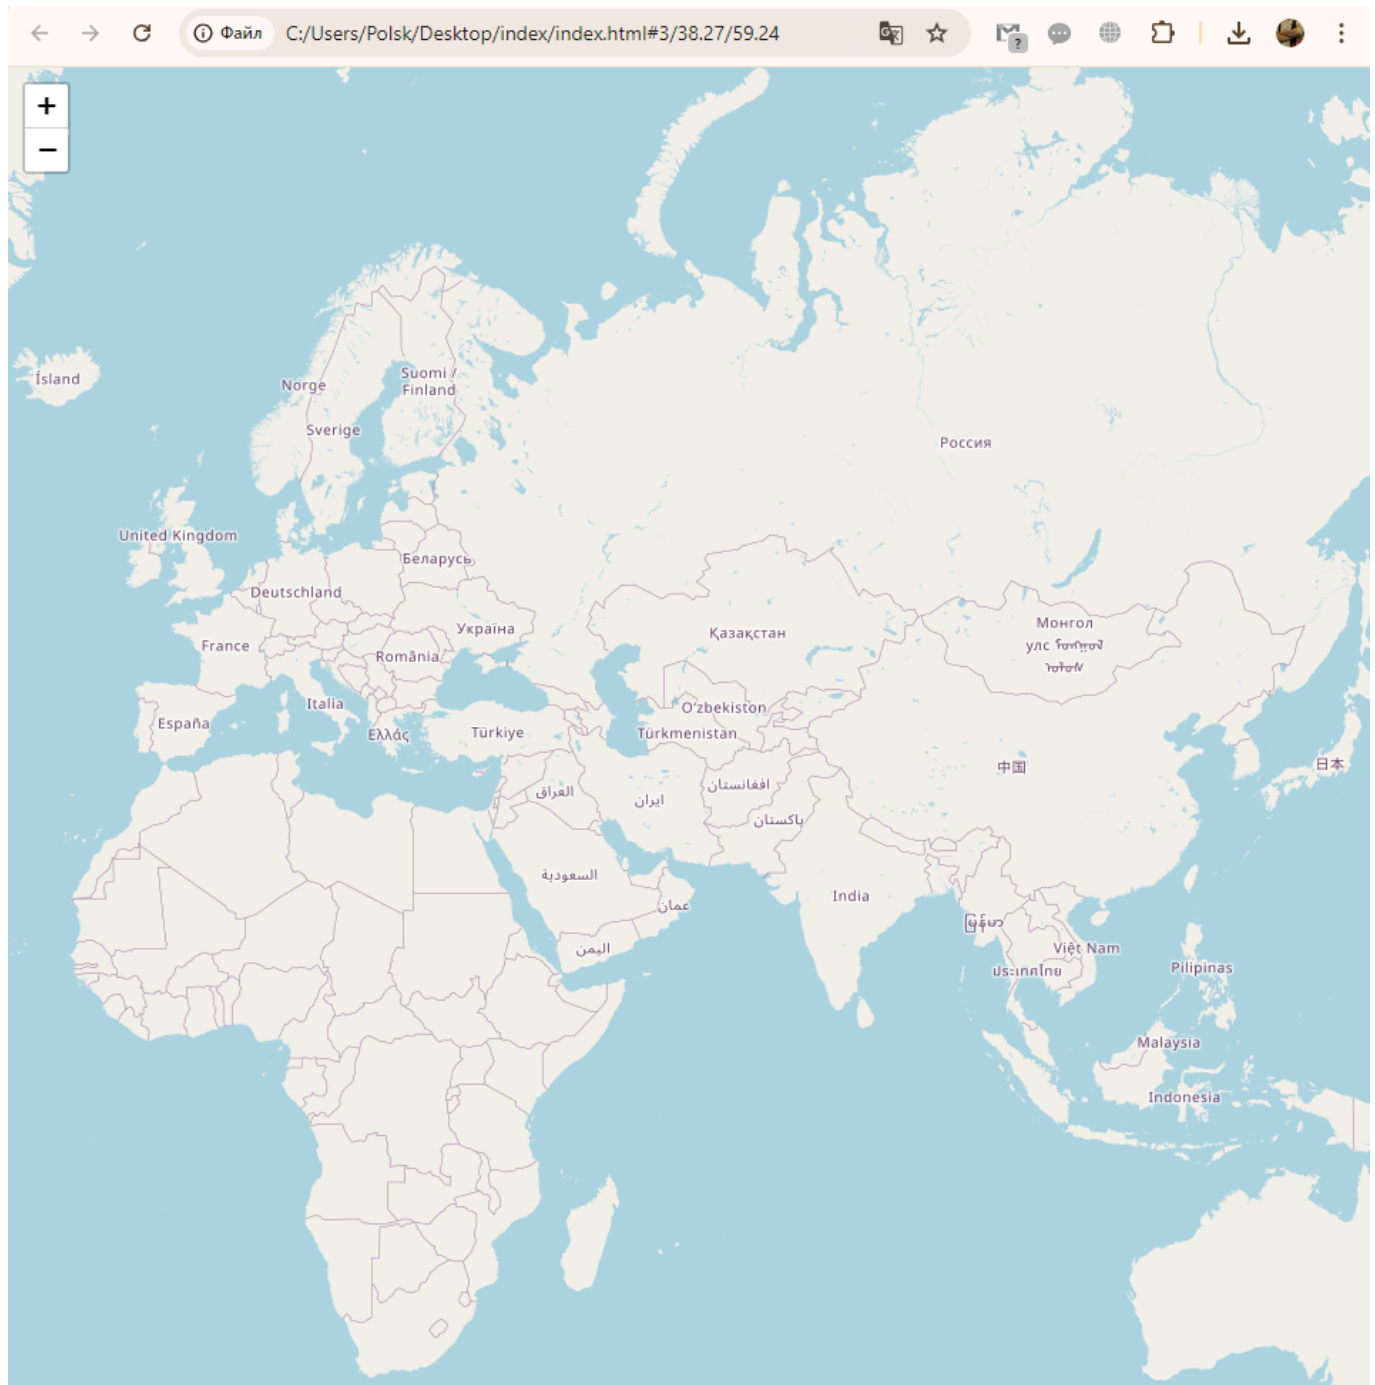 Файл
C:/Users/Polsk/Desktop/index/index.html#3/38.27/59.24
?
+
−
Ísland
Norge
Suomi /
Finland
Sverige
Россия
United Kingdom
Беларусь
Deutschland
Україна
France
România
Қазақстан
Монгол
улс
Italia
España
Ελλάς
Türkiye
O'zbekiston
Türkmenistan
中国
日本
العراق
ایران
افغانستان
پاکستان
السعودية
عمان
اليمن
India
မြန်မာ
Việt Nam
ประเทศไทย
Pilipinas
Malaysia
Indonesia